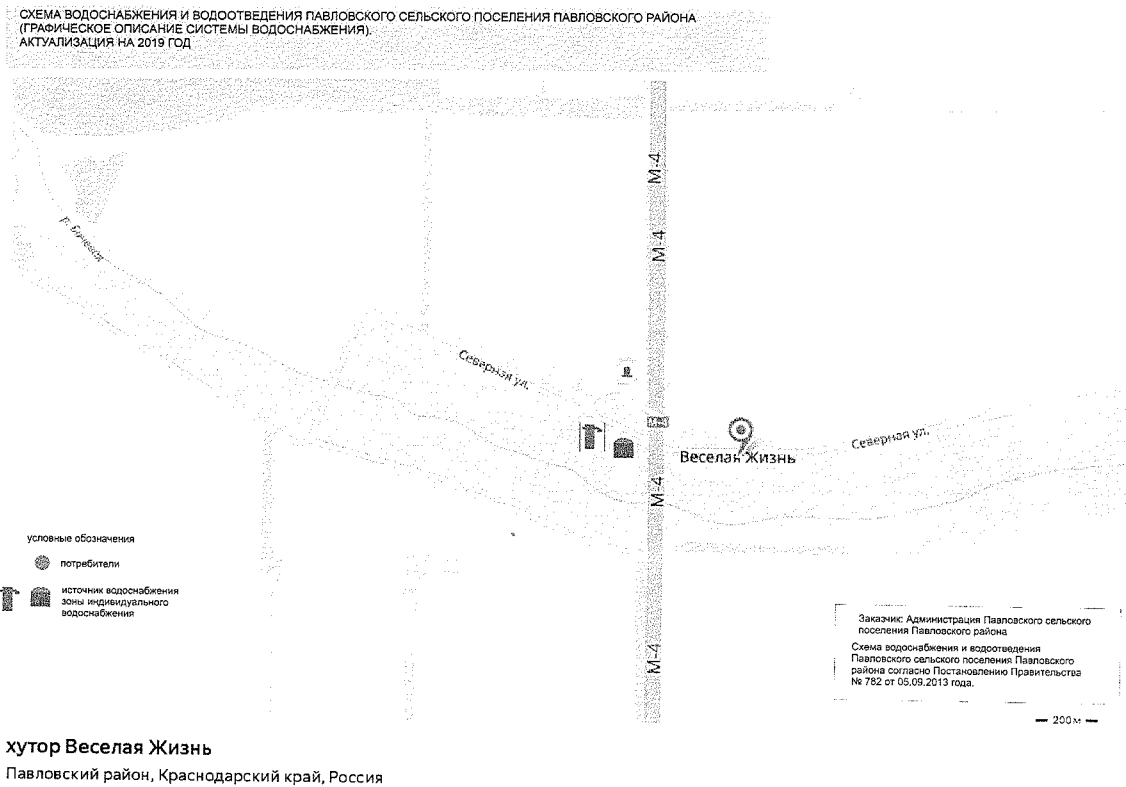 СХЕМА ВОДОСНАБЖЕНИЯ И ВОДООТВЕДЕНИЯ ПАВЛОВСКОГО СЕЛЬСКОГО ПОСЕЛЕНИЯ ПАВЛОВСКОГО РАЙОНА
(ГРАФИЧЕСКОЕ ОПИСАНИЕ СИСТЕМЫ ВОДОСНАБЖЕНИЯ).
АКТУАЛИЗАЦИЯ НА 2019 ГОД
М-4
М-4
р.
Северная ул.
Северная ул.
Веселая Жизнь
М-4
условные обозначения
потребители
источник водоснабжения
зоны индивидуального
водоснабжения
Заказчик: Администрация Павловского сельского
поселения Павловского района
Схема водоснабжения и водоотведения
Павловского сельского поселения Павловского
района согласно Постановлению Правительства
№ 782 от 05.09.2013 года.
М-4
200м
хутор Веселая Жизнь
Павловский район, Краснодарский край, Россия